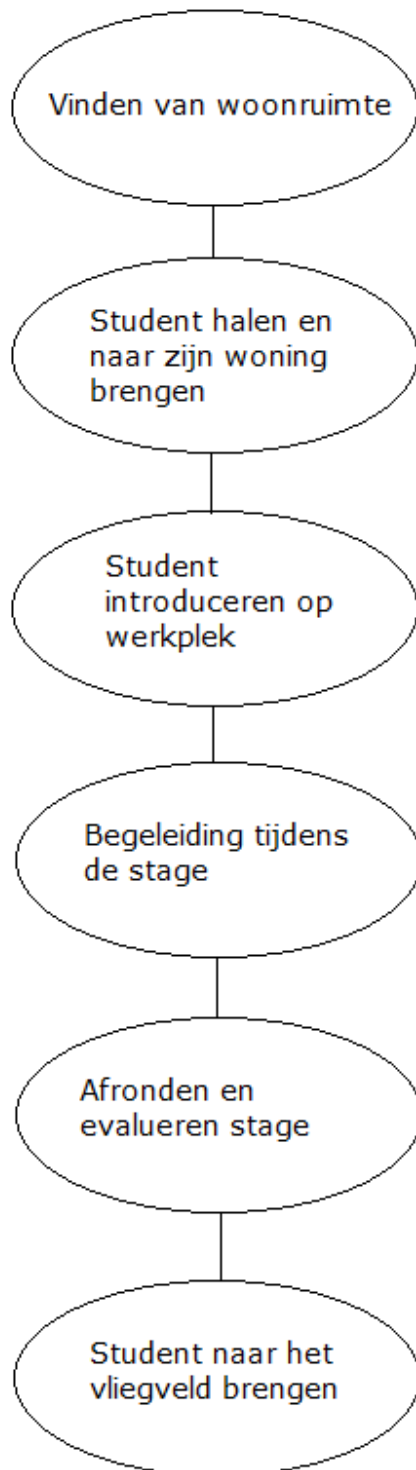 Vinden van woonruimte
Student halen en
naar zijn woning
brengen
Student
introduceren op
werkplek
Begeleiding tijdens
de stage
Afronden en
evalueren stage
Student naar het
vliegveld brengen